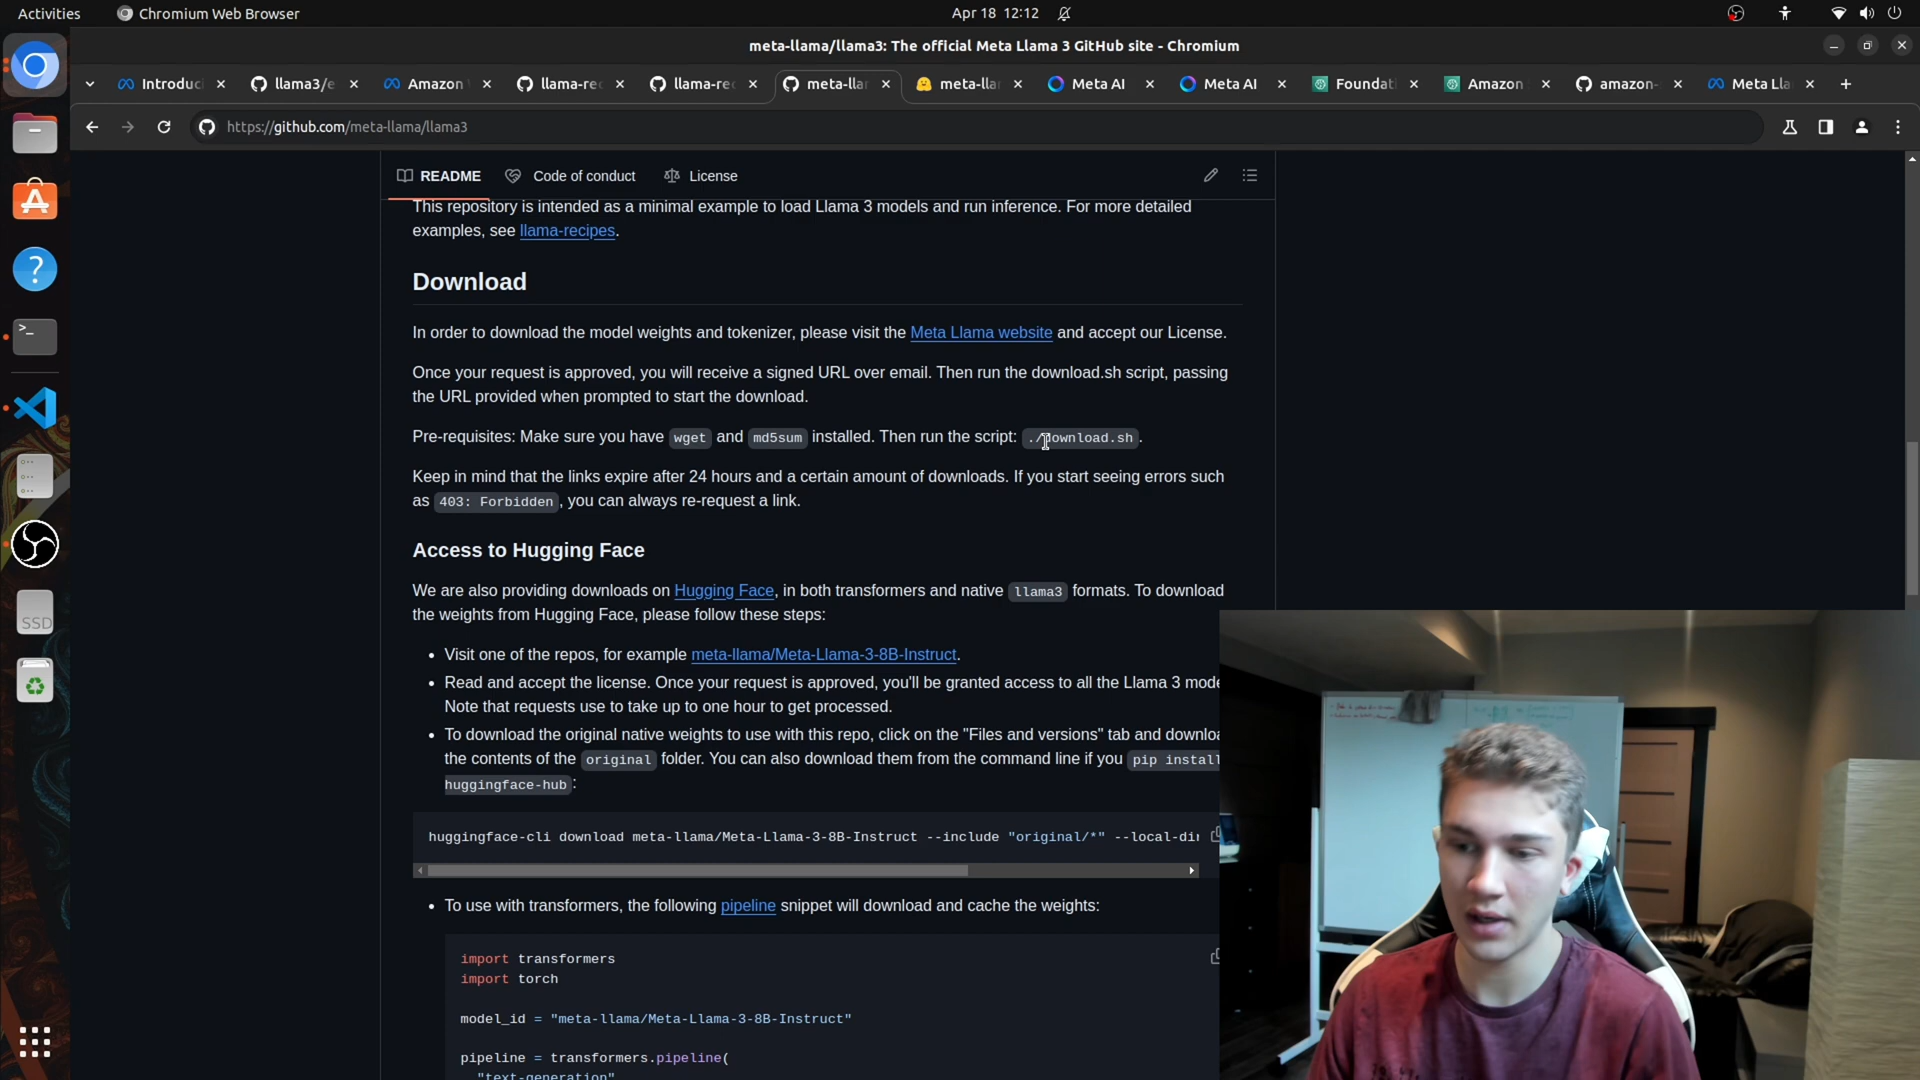 Activities
Chromium Web Browser
Apr 18 12:12
meta-llama/llama3: The official Meta Llama 3 GitHub site - Chromium
Introduci
llama3/e
Amazon
llama-re
llama-re
meta-lla
meta-lla
Meta AI
Meta AI
Foundat
Amazon
amazon-
Meta Lla
https://github.com/meta-llama/llama3
README
Code of conduct
License
This repository is intended as a minimal example to load Llama 3 models and run inference. For more detailed
examples, see llama-recipes.
Download
In order to download the model weights and tokenizer, please visit the Meta Llama website and accept our License.
Once your request is approved, you will receive a signed URL over email. Then run the download.sh script, passing
the URL provided when prompted to start the download.
Pre-requisites: Make sure you have wget and md5sum installed. Then run the script: ./download.sh.
Keep in mind that the links expire after 24 hours and a certain amount of downloads. If you start seeing errors such
as 403: Forbidden, you can always re-request a link.
Access to Hugging Face
We are also providing downloads on Hugging Face, in both transformers and native llama3 formats. To download
the weights from Hugging Face, please follow these steps:
• Visit one of the repos, for example meta-llama/Meta-Llama-3-8B-Instruct.
• Read and accept the license. Once your request is approved, you'll be granted access to all the Llama 3 mode
Note that requests use to take up to one hour to get processed.
• To download the original native weights to use with this repo, click on the "Files and versions" tab and downloa
the contents of the original folder. You can also download them from the command line if you pip install
huggingface-hub:
huggingface-cli download meta-llama/Meta-Llama-3-8B-Instruct --include "original/*" --local-dir
• To use with transformers, the following pipeline snippet will download and cache the weights:
import transformers
import torch
model_id = "meta-llama/Meta-Llama-3-8B-Instruct"
pipeline = transformers.pipeline(
"text-generation"
SSD